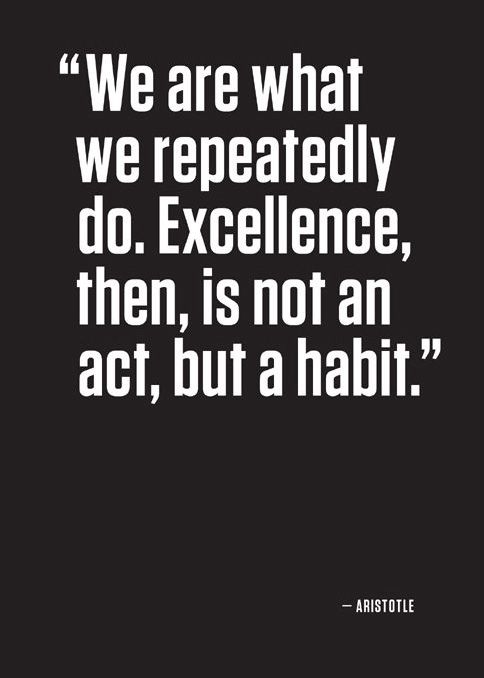 “We are what
we repeatedly
do. Excellence,
then, is not an
act, but a habit.”
— ARISTOTLE